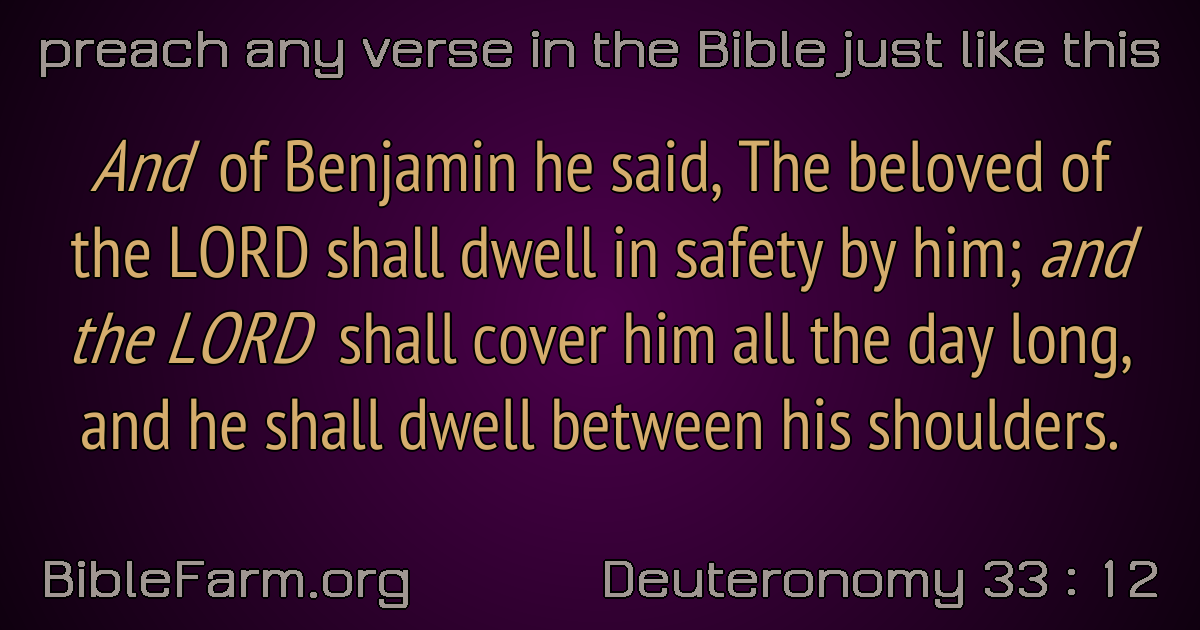 preach any verse in the Bible just like this
And of Benjamin he said, The beloved of
the LORD shall dwell in safety by him; and
the LORD shall cover him all the day long,
and he shall dwell between his shoulders.
BibleFarm.org
Deuteronomy 33 : 12